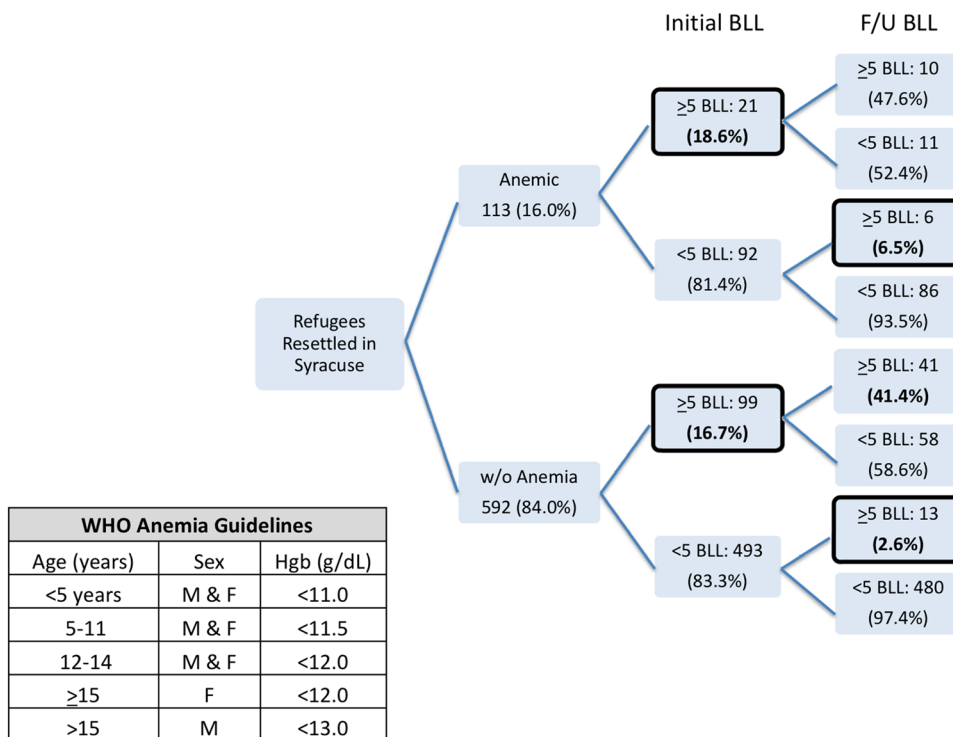 Initial BLL
F/U BLL
≥5 BLL: 10
(47.6%)
≥5 BLL: 21
(18.6%)
<5 BLL: 11
(52.4%)
Anemic
113 (16.0%)
≥5 BLL: 6
(6.5%)
<5 BLL: 92
(81.4%)
<5 BLL: 86
(93.5%)
Refugees
Resettled in
Syracuse
≥5 BLL: 41
(41.4%)
≥5 BLL: 99
(16.7%)
<5 BLL: 58
(58.6%)
w/o Anemia
592 (84.0%)
≥5 BLL: 13
(2.6%)
<5 BLL: 493
(83.3%)
<5 BLL: 480
(97.4%)
WHO Anemia Guidelines
Age (years) Sex Hgb (g/dL)
<5 years M & F <11.0
5-11 M & F <11.5
12-14 M & F <12.0
≥15 F <12.0
>15 M <13.0